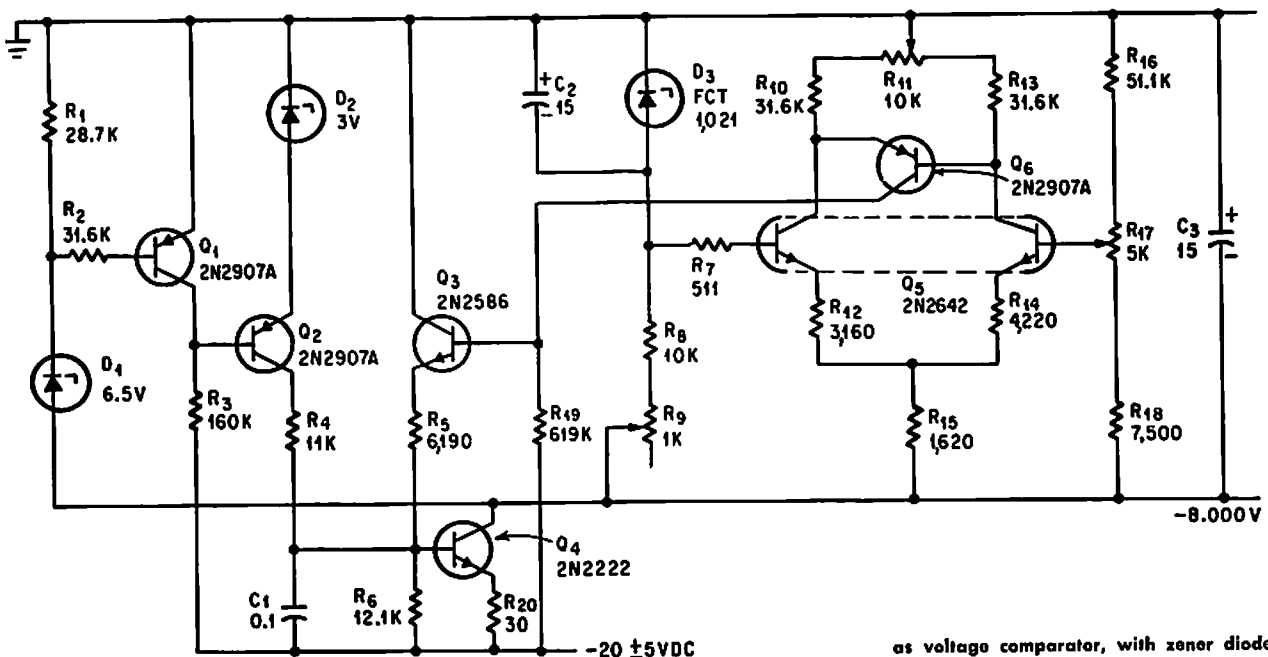 R1
28.7K
R2
31.6K
Q1
2N2907A
D1
6.5V
R3
160K
D2
3V
Q2
2N2907A
R4
11K
C1
0.1
Q3
2N2586
R5
6,190
R6
12.1K
Q4
2N2222
R20
30
R19
619K
-20 ±5VDC
+
C2
15
-
D3
FCT
1,021
R7
511
R8
10K
R9
1K
R10
31.6K
R11
10K
R13
31.6K
Q6
2N2907A
Q5
2N2642
R12
3,160
R14
4,220
R15
1,620
R16
51.1K
R17
5K
R18
7,500
C3
15
+
-
-8.000V
as voltage comparator, with zener diode